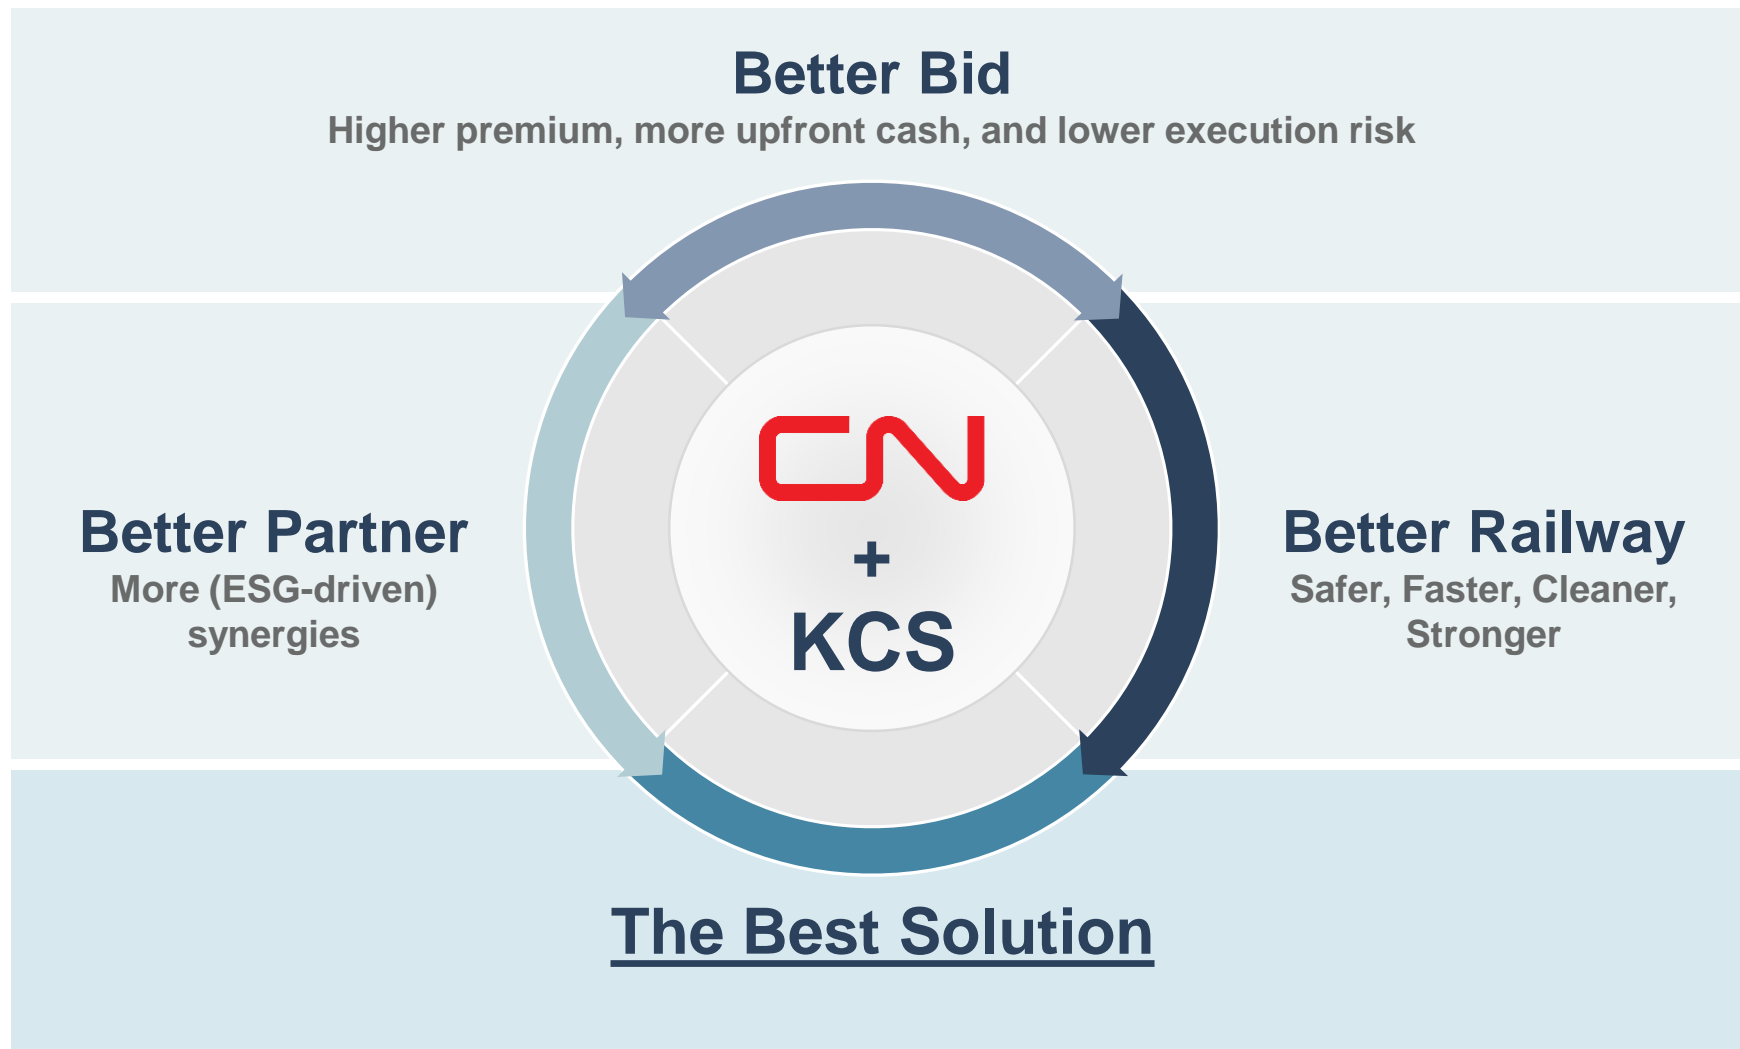 Better Bid
Higher premium, more upfront cash, and lower execution risk
CN
+
KCS
Better Partner
More (ESG-driven)
synergies
Better Railway
Safer, Faster, Cleaner,
Stronger
The Best Solution